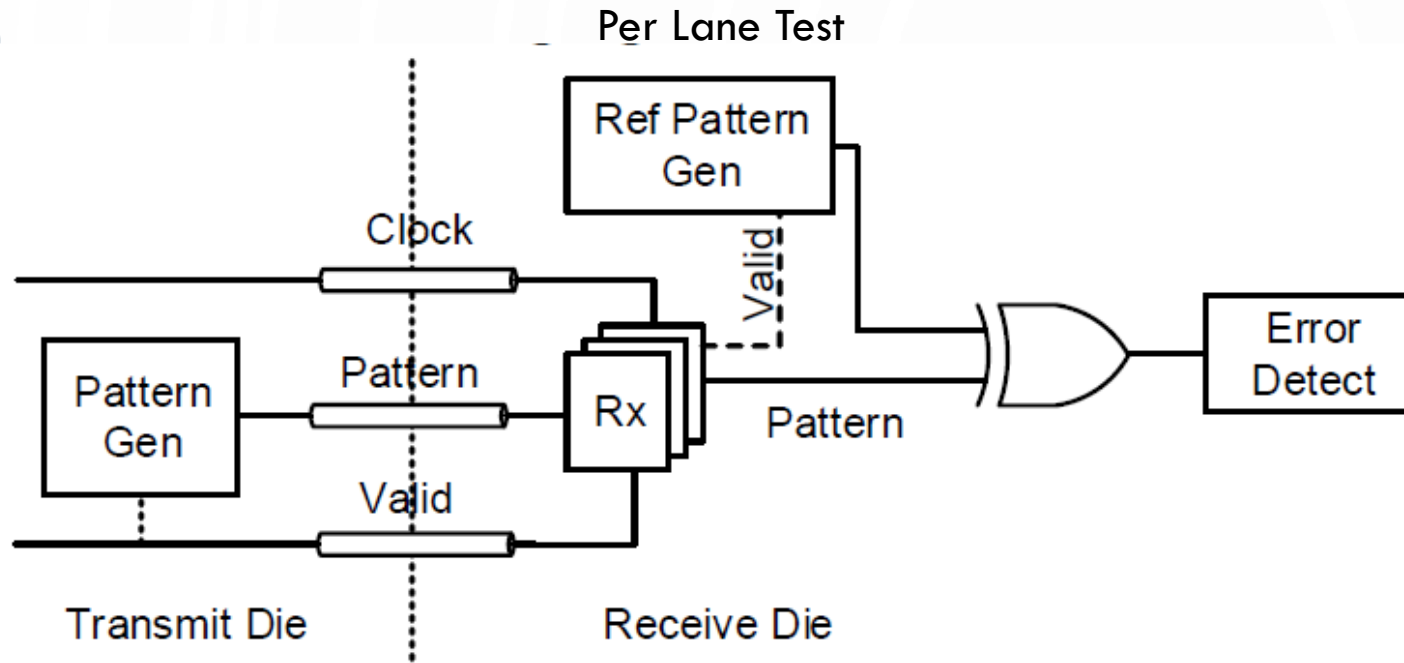 Per Lane Test
Ref Pattern
Gen
Clock
Valid
Pattern
Gen
Pattern
Rx
Pattern
Error
Detect
Valid
Transmit Die
Receive Die